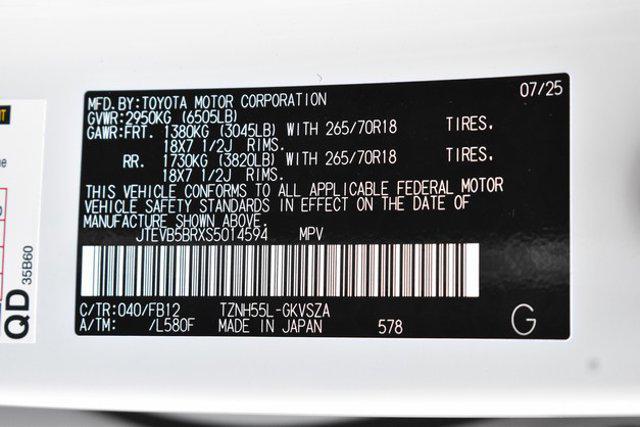 07/25
MFD.BY:TOYOTA MOTOR CORPORATION
GVWR:2950KG (6505LB)
GAWR:FRT. 1380KG (3045LB) WITH 265/70R18 TIRES.
18X7 1/2J RIMS.
RR. 1730KG (3820LB) WITH 265/70R18 TIRES.
18X7 1/2J RIMS.
THIS VEHICLE CONFORMS TO ALL APPLICABLE FEDERAL MOTOR
VEHICLE SAFETY STANDARDS IN EFFECT ON THE DATE OF
MANUFACTURE SHOWN ABOVE.
JTEVB5BRXS5014594 MPV
C/TR:040/FB12 TZNH55L-GKVSZA
A/TM: /L580F MADE IN JAPAN 578
G
QD
35B60